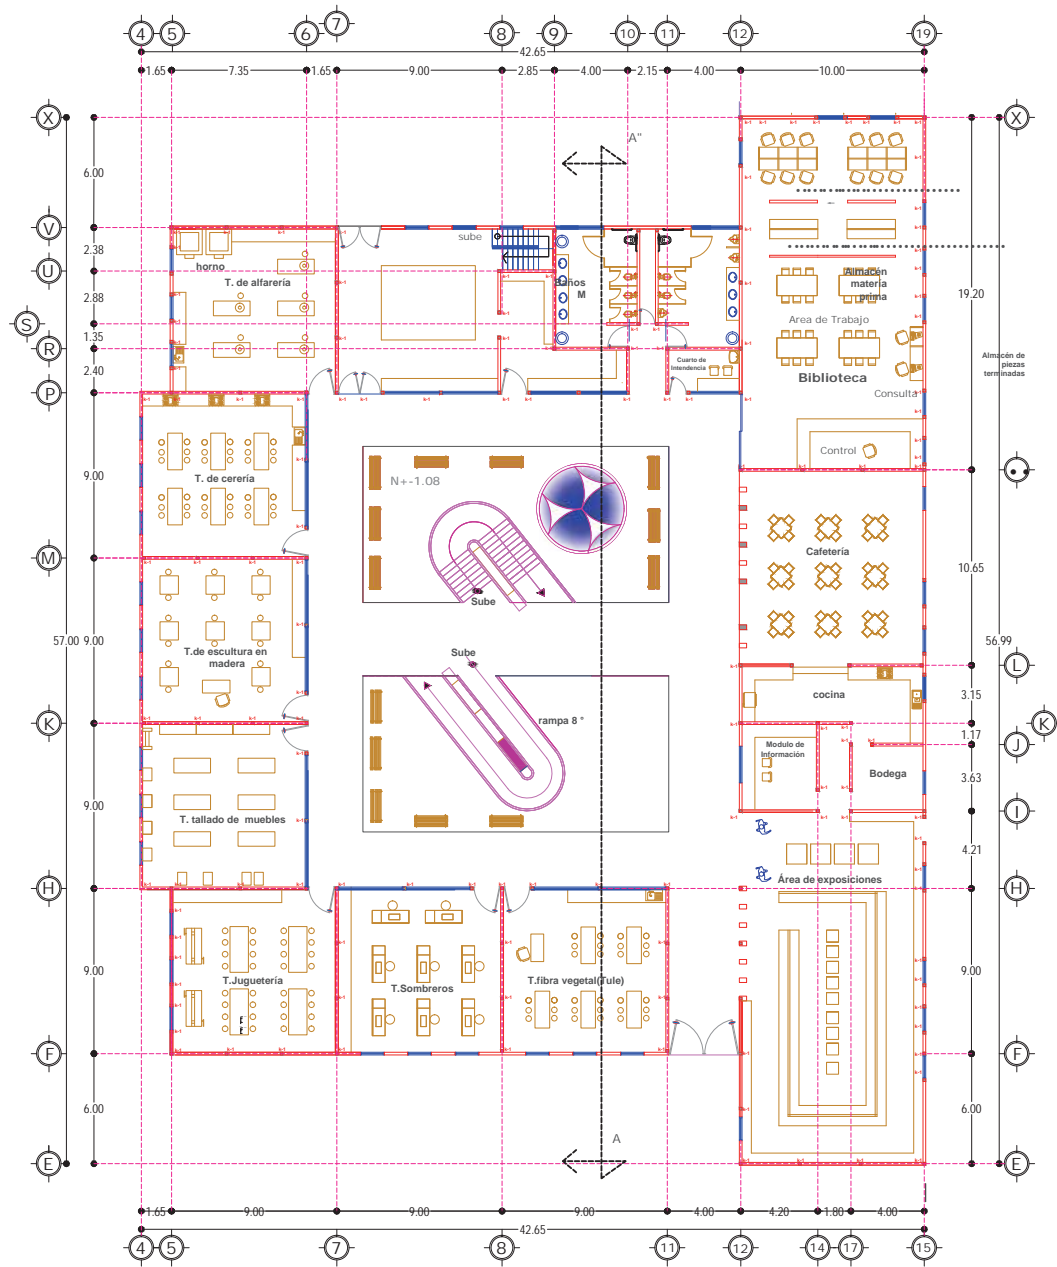 4 5 6 7 8 9 10 11 12 19
42.65
1.65 7.35 1.65 9.00 2.85 4.00 2.15 4.00 10.00
X X
A"
6.00
V
sube
2.38
horno
U
T. de alfarería
Baños
M
Almacén
materia
prima
2.88
19.20
S
Area de Trabajo
1.35
R
Cuarto de
Intendencia
Almacén de
piezas
terminadas
2.40
Biblioteca
P
Consulta
Control
9.00
T. de cerería
N+-1.08
Cafetería
M
10.65
Sube
57.00 9.00
56.99
T.de escultura en
madera
Sube
L
cocina
3.15
K K
rampa 8 °
1.17
J
Modulo de
Información
Bodega
3.63
9.00
T. tallado de muebles
I
4.21
Área de exposiciones
H H
9.00
T.Juguetería
T.Sombreros
T.fibra vegetal(Tule)
9.00
F F
6.00
6.00
A
E E
1.65 9.00 9.00 9.00 4.00 4.20 1.80 4.00
42.65
4 5 7 8 11 12 14 17 15